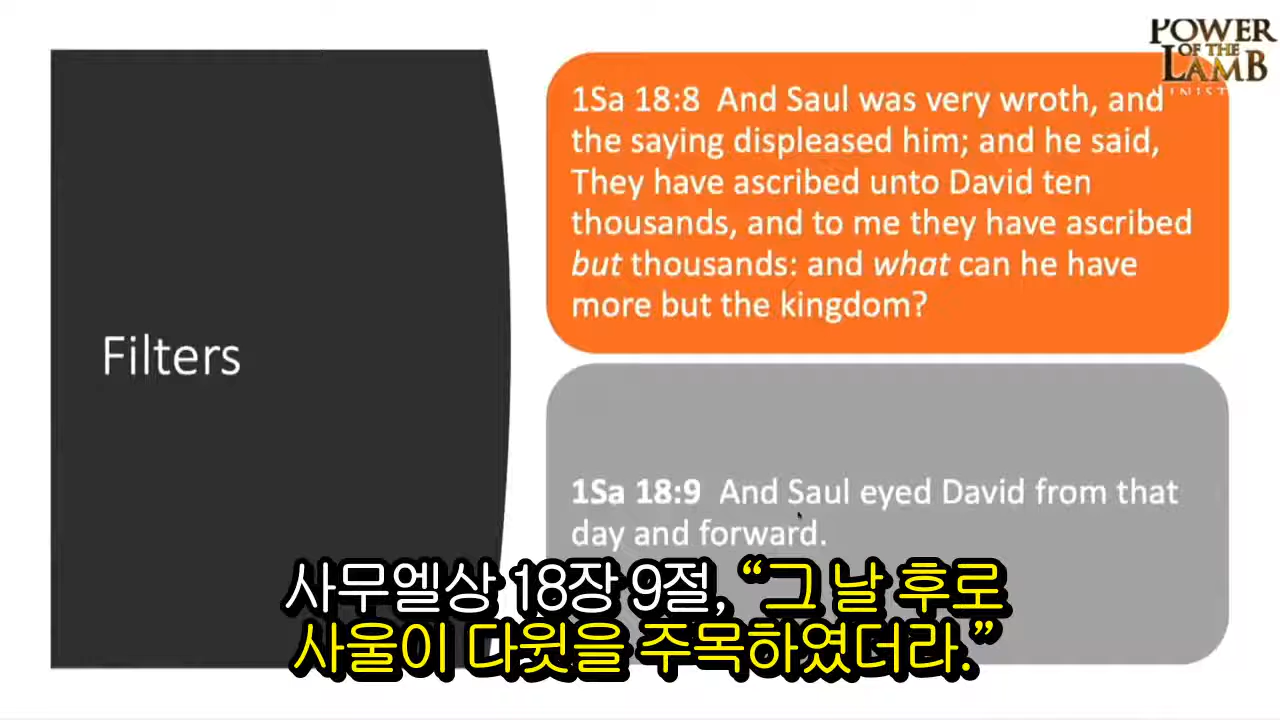 POWER
OF THE
LAMB
MINIST
Filters
1Sa 18:8 And Saul was very wroth, and
the saying displeased him; and he said,
They have ascribed unto David ten
thousands, and to me they have ascribed
but thousands: and what can he have
more but the kingdom?
1Sa 18:9 And Saul eyed David from that
day and forward.
사무엘상 18장 9절, “그 날 후로
사울이 다윗을 주목하였더라.”